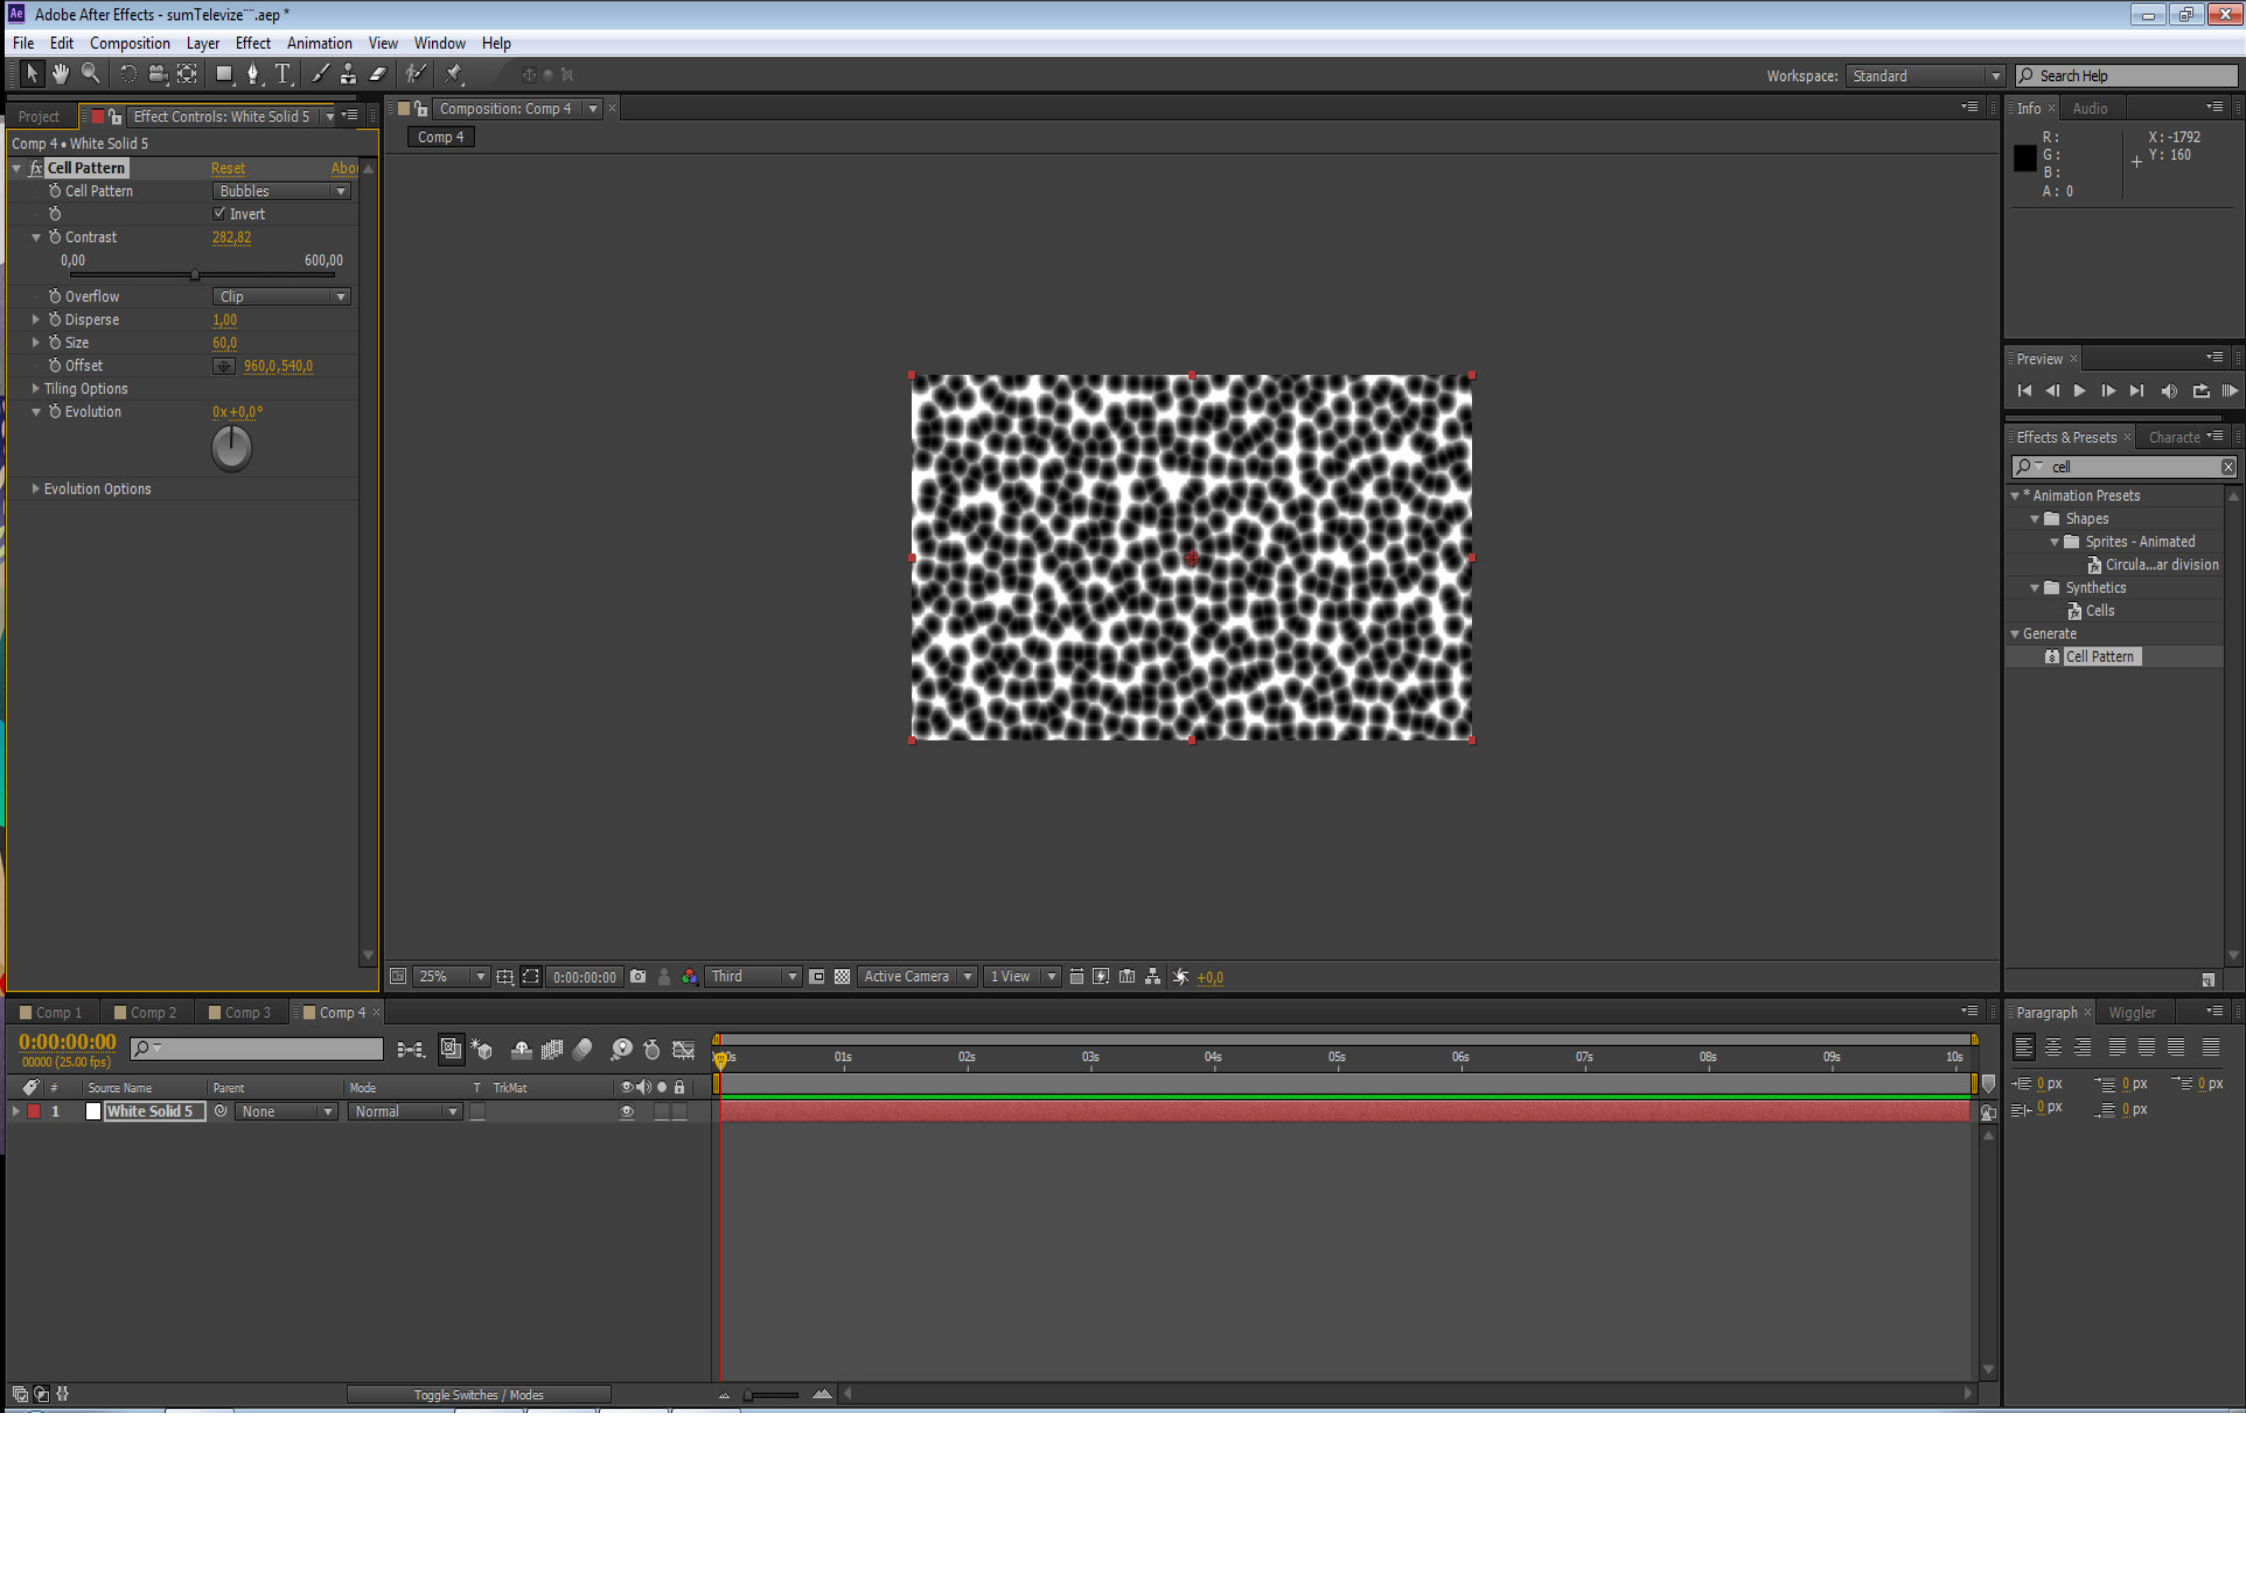 Ae Adobe After Effects - sumTelevize¨¨.aep *
File Edit Composition Layer Effect Animation View Window Help
Workspace: Standard Search Help
Project Effect Controls: White Solid 5
Composition: Comp 4
Info Audio
Comp 4
Comp 4 • White Solid 5
fx Cell Pattern Reset Abo
Cell Pattern Bubbles
Invert
Contrast 282,82
0,00 600,00
Overflow Clip
Disperse 1,00
Size 60,0
Offset 960,0,540,0
Tiling Options
Evolution 0x+0,0°
Evolution Options
R: X:-1792
G: Y: 160
B:
A: 0
Preview
Effects & Presets Characte
cell
* Animation Presets
Shapes
Sprites - Animated
Circula...ar division
Synthetics
Cells
Generate
Cell Pattern
25% 0:00:00:00 Third Active Camera 1 View +0,0
Comp 1 Comp 2 Comp 3 Comp 4
Paragraph Wiggler
0:00:00:00
00000 (25.00 fps)
0s 01s 02s 03s 04s 05s 06s 07s 08s 09s 10s
# Source Name Parent Mode T TrkMat
1 White Solid 5 None Normal
0 px 0 px 0 px
0 px 0 px
Toggle Switches / Modes